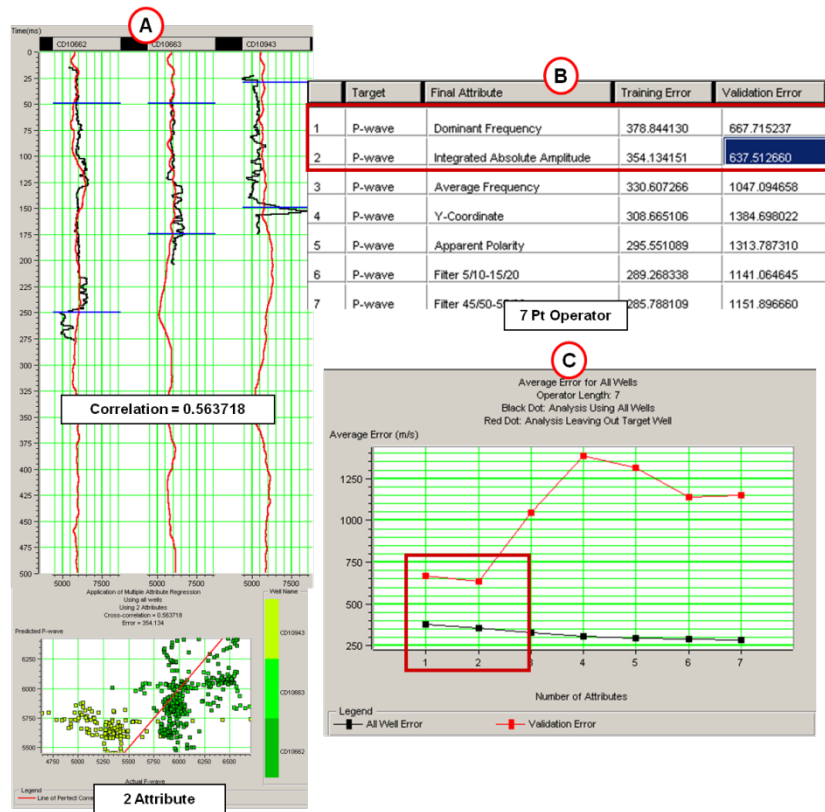 A
Time(ms)
CD10662 CD10663 CD10943
0
25
50
75
100
125
150
175
200
225
250
275
300
325
350
375
400
425
450
475
500
Correlation = 0.563718
5000 7500 5000 7500 5000 7500
Application of Multiple Attribute Regression
Using all wells
Using 2 Attributes
Cross-correlation = 0.563718
Error = 354.134
Predicted P-wave
6250
6000
5750
5500
4750 5000 5250 5500 5750 6000 6250 6500
Actual P-wave
Legend
Line of Perfect Corre
2 Attribute
Well Name
CD10943
CD10663
CD10662
B
Target Final Attribute Training Error Validation Error
1 P-wave Dominant Frequency 378.844130 667.715237
2 P-wave Integrated Absolute Amplitude 354.134151 637.512660
3 P-wave Average Frequency 330.607266 1047.094658
4 P-wave Y-Coordinate 308.665106 1384.698022
5 P-wave Apparent Polarity 295.551089 1313.787310
6 P-wave Filter 5/10-15/20 289.268338 1141.064645
7 P-wave Filter 45/50- 285.788109 1151.896660
7 Pt Operator
C
Average Error for All Wells
Operator Length: 7
Black Dot: Analysis Using All Wells
Red Dot: Analysis Leaving Out Target Well
Average Error (m/s)
1250
1000
750
500
250
1 2 3 4 5 6 7
Number of Attributes
Legend
All Well Error Validation Error